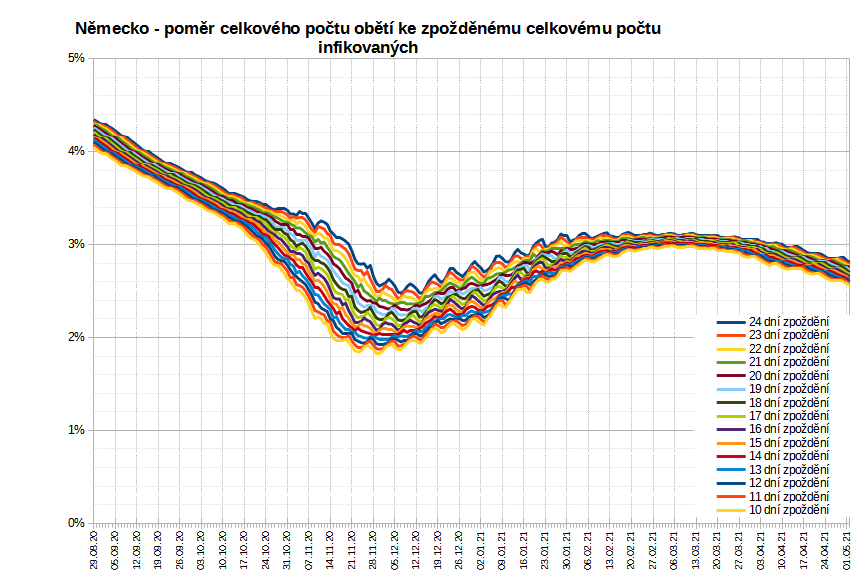 Německo - poměr celkového počtu obětí ke zpožděnému celkovému počtu
infikovaných
5%
4%
3%
2%
1%
0%
24 dní zpoždění
23 dní zpoždění
22 dní zpoždění
21 dní zpoždění
20 dní zpoždění
19 dní zpoždění
18 dní zpoždění
17 dní zpoždění
16 dní zpoždění
15 dní zpoždění
14 dní zpoždění
13 dní zpoždění
12 dní zpoždění
11 dní zpoždění
10 dní zpoždění
29.08.20
05.09.20
12.09.20
19.09.20
26.09.20
03.10.20
10.10.20
17.10.20
24.10.20
31.10.20
07.11.20
14.11.20
21.11.20
28.11.20
05.12.20
12.12.20
19.12.20
26.12.20
02.01.21
09.01.21
16.01.21
23.01.21
30.01.21
06.02.21
13.02.21
20.02.21
27.02.21
06.03.21
13.03.21
20.03.21
27.03.21
03.04.21
10.04.21
17.04.21
24.04.21
01.05.21